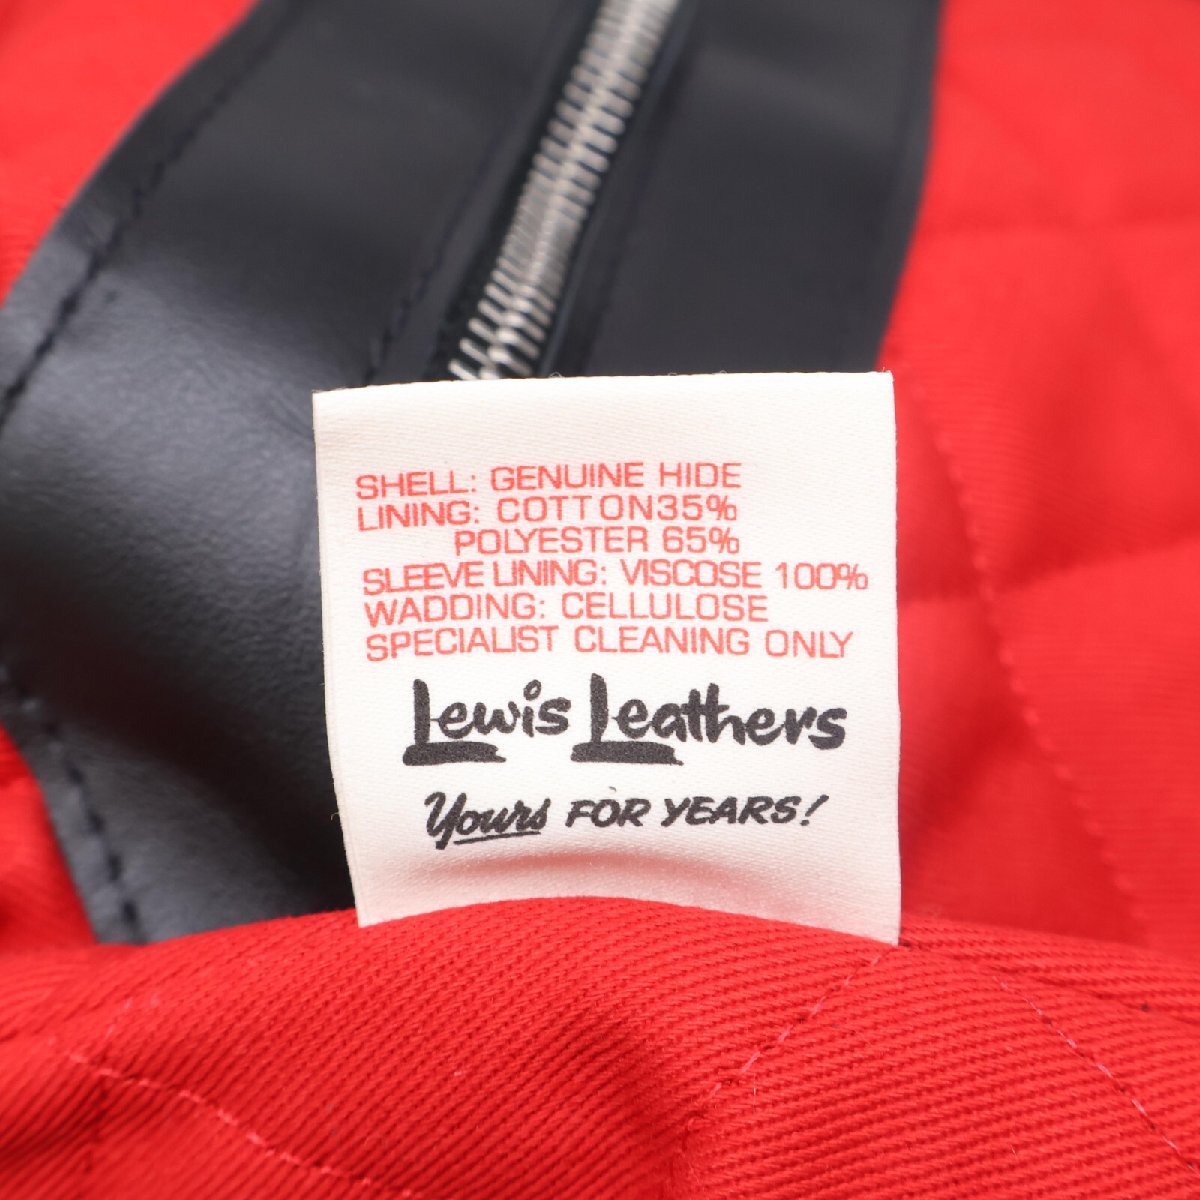 SHELL: GENUINE HIDE
LINING: COTTON35%
POLYESTER 65%
SLEEVE LINING: VISCOSE 100%
WADDING: CELLULOSE
SPECIALIST CLEANING ONLY
Lewis Leathers
Yours FOR YEARS!